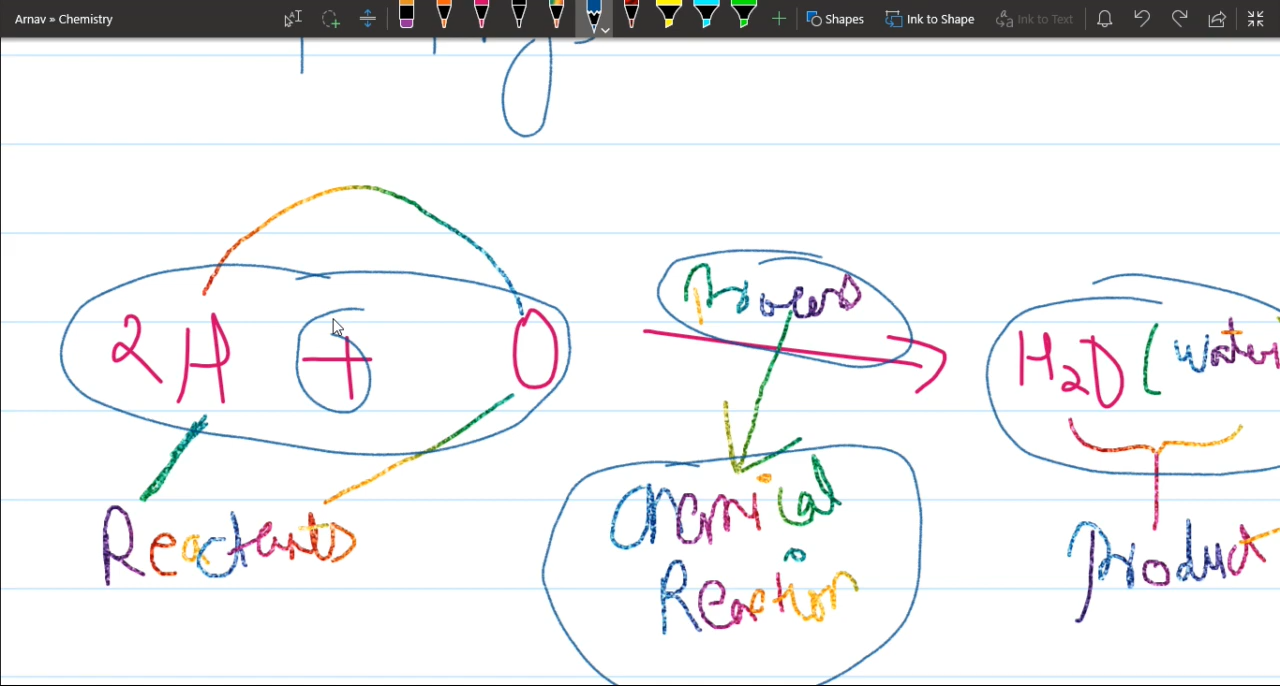 Arnav » Chemistry
Shapes
Ink to Shape
Ink to Text
2H + O
Process
H2O (water
Reactants
Chemical
Reaction
Product